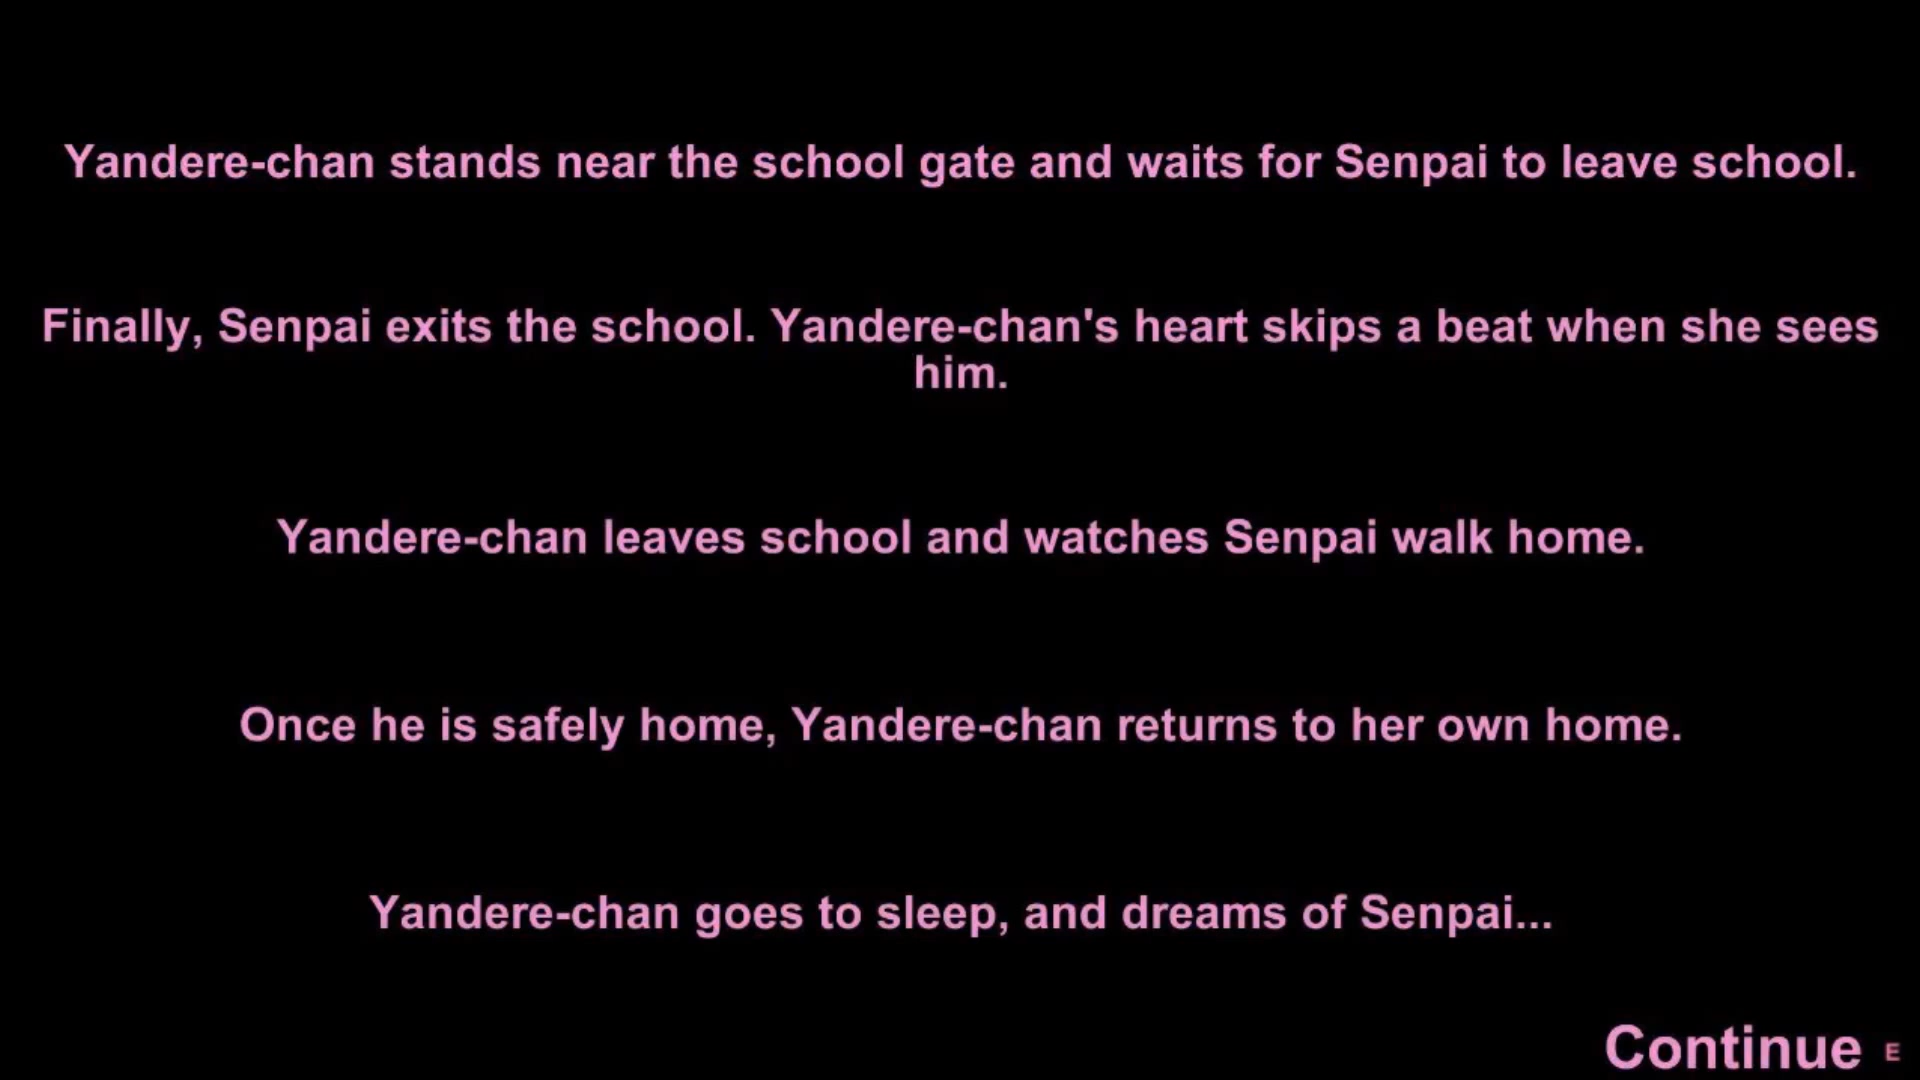 Yandere-chan stands near the school gate and waits for Senpai to leave school.
Finally, Senpai exits the school. Yandere-chan's heart skips a beat when she sees
him.
Yandere-chan leaves school and watches Senpai walk home.
Once he is safely home, Yandere-chan returns to her own home.
Yandere-chan goes to sleep, and dreams of Senpai...
Continue E